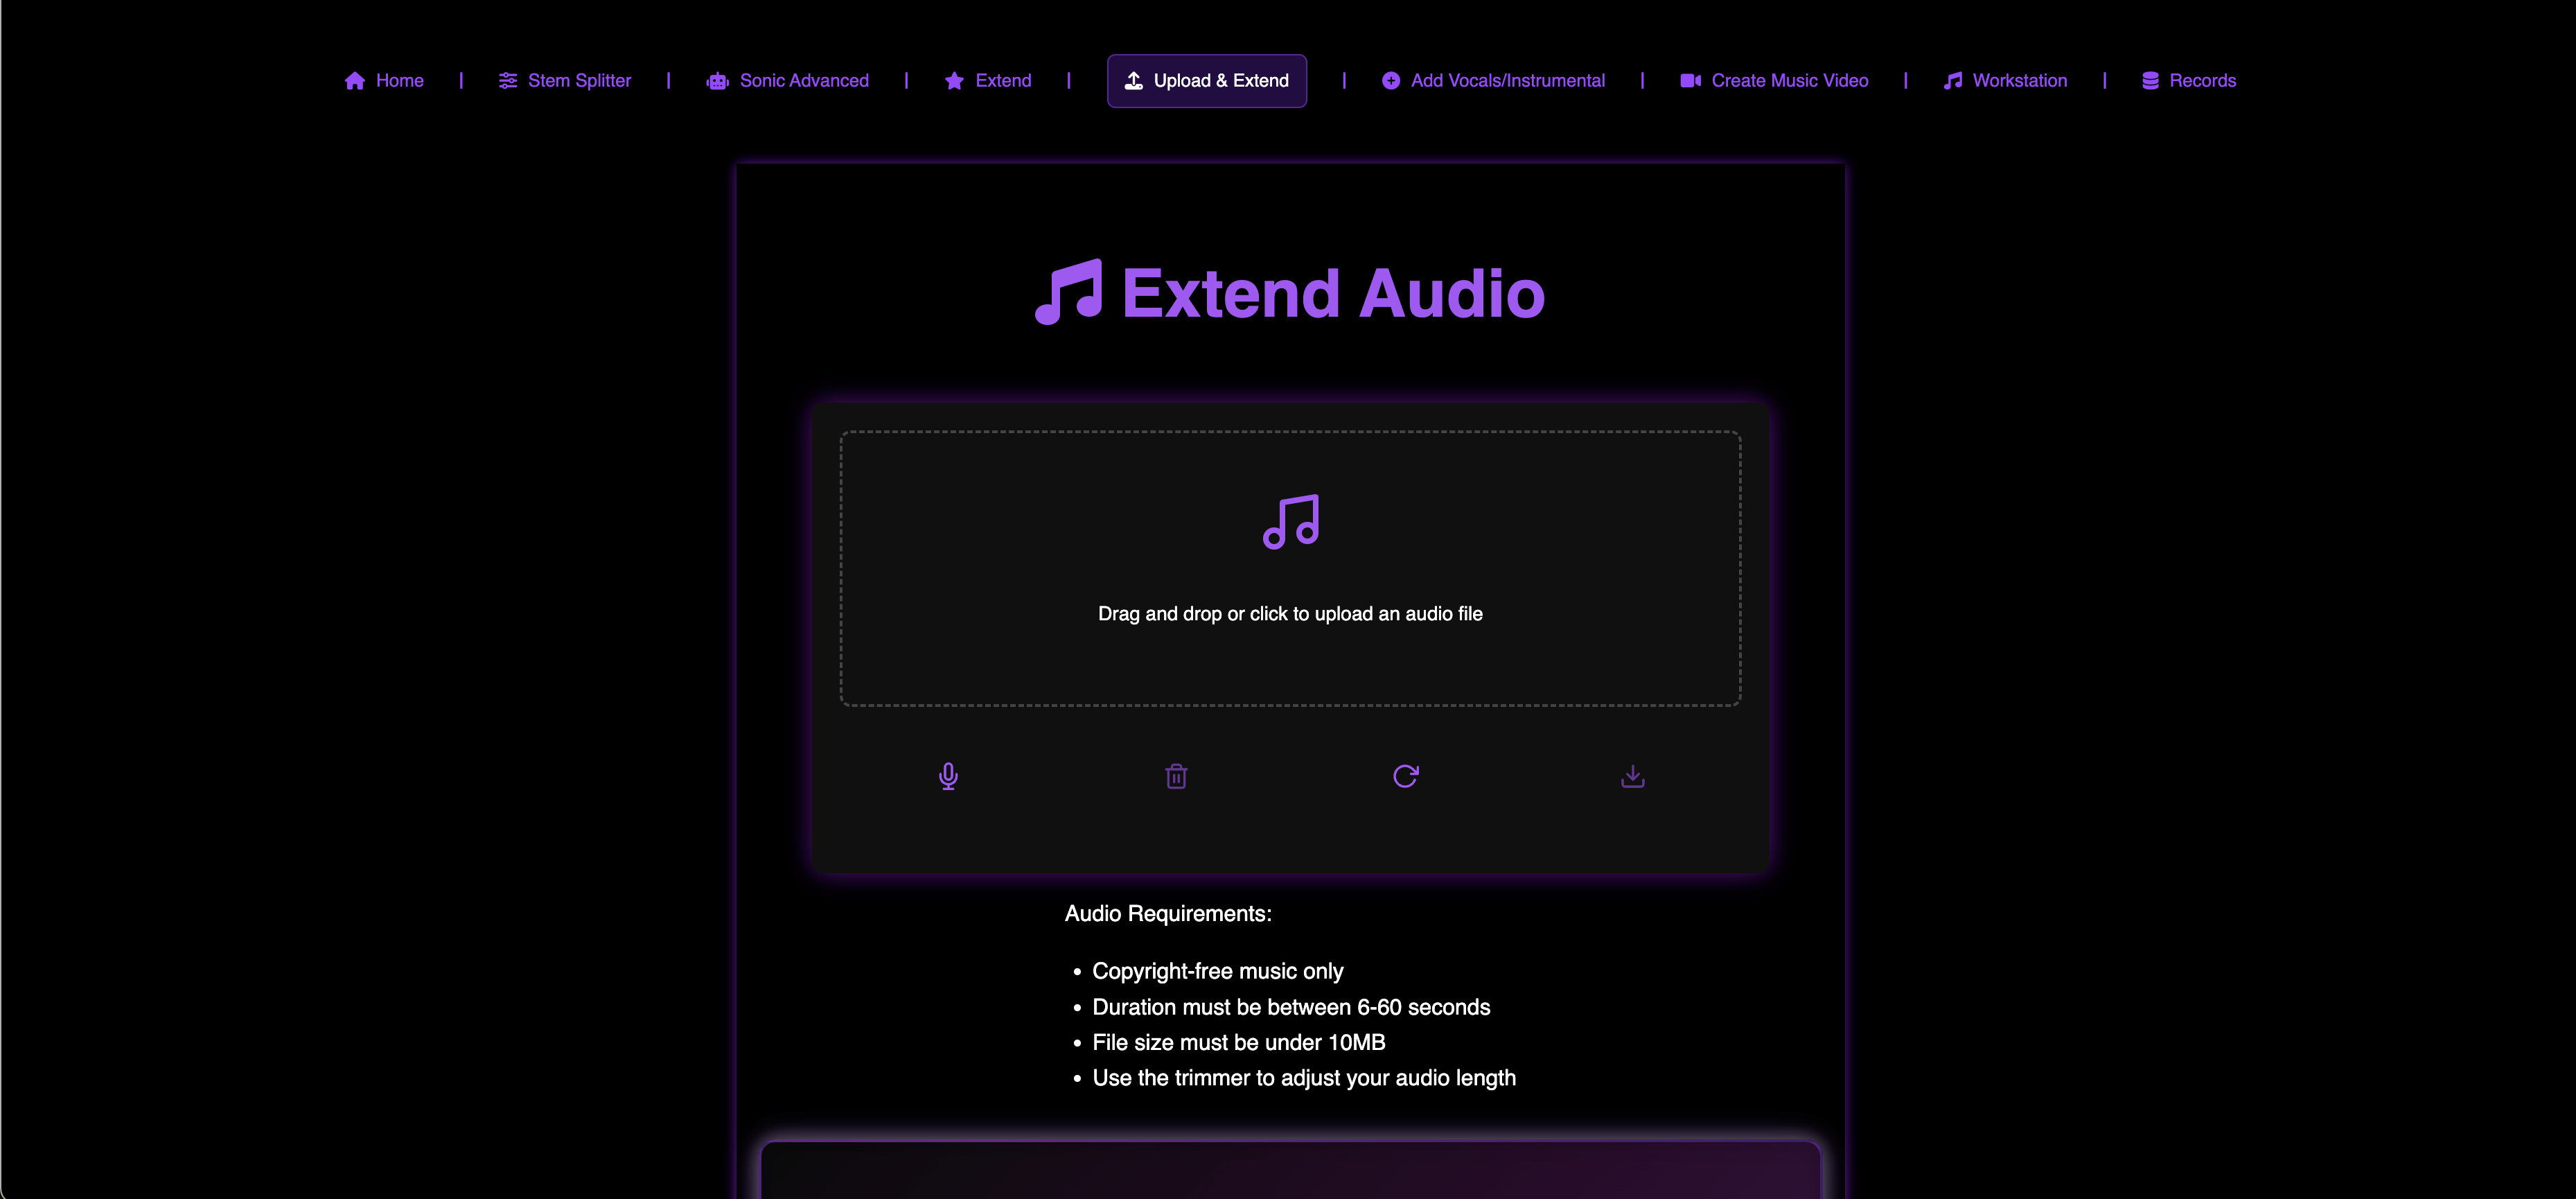 Home | Stem Splitter | Sonic Advanced | Extend | Upload & Extend | Add Vocals/Instrumental | Create Music Video | Workstation | Records
Extend Audio
Drag and drop or click to upload an audio file
Audio Requirements:
• Copyright-free music only
• Duration must be between 6-60 seconds
• File size must be under 10MB
• Use the trimmer to adjust your audio length